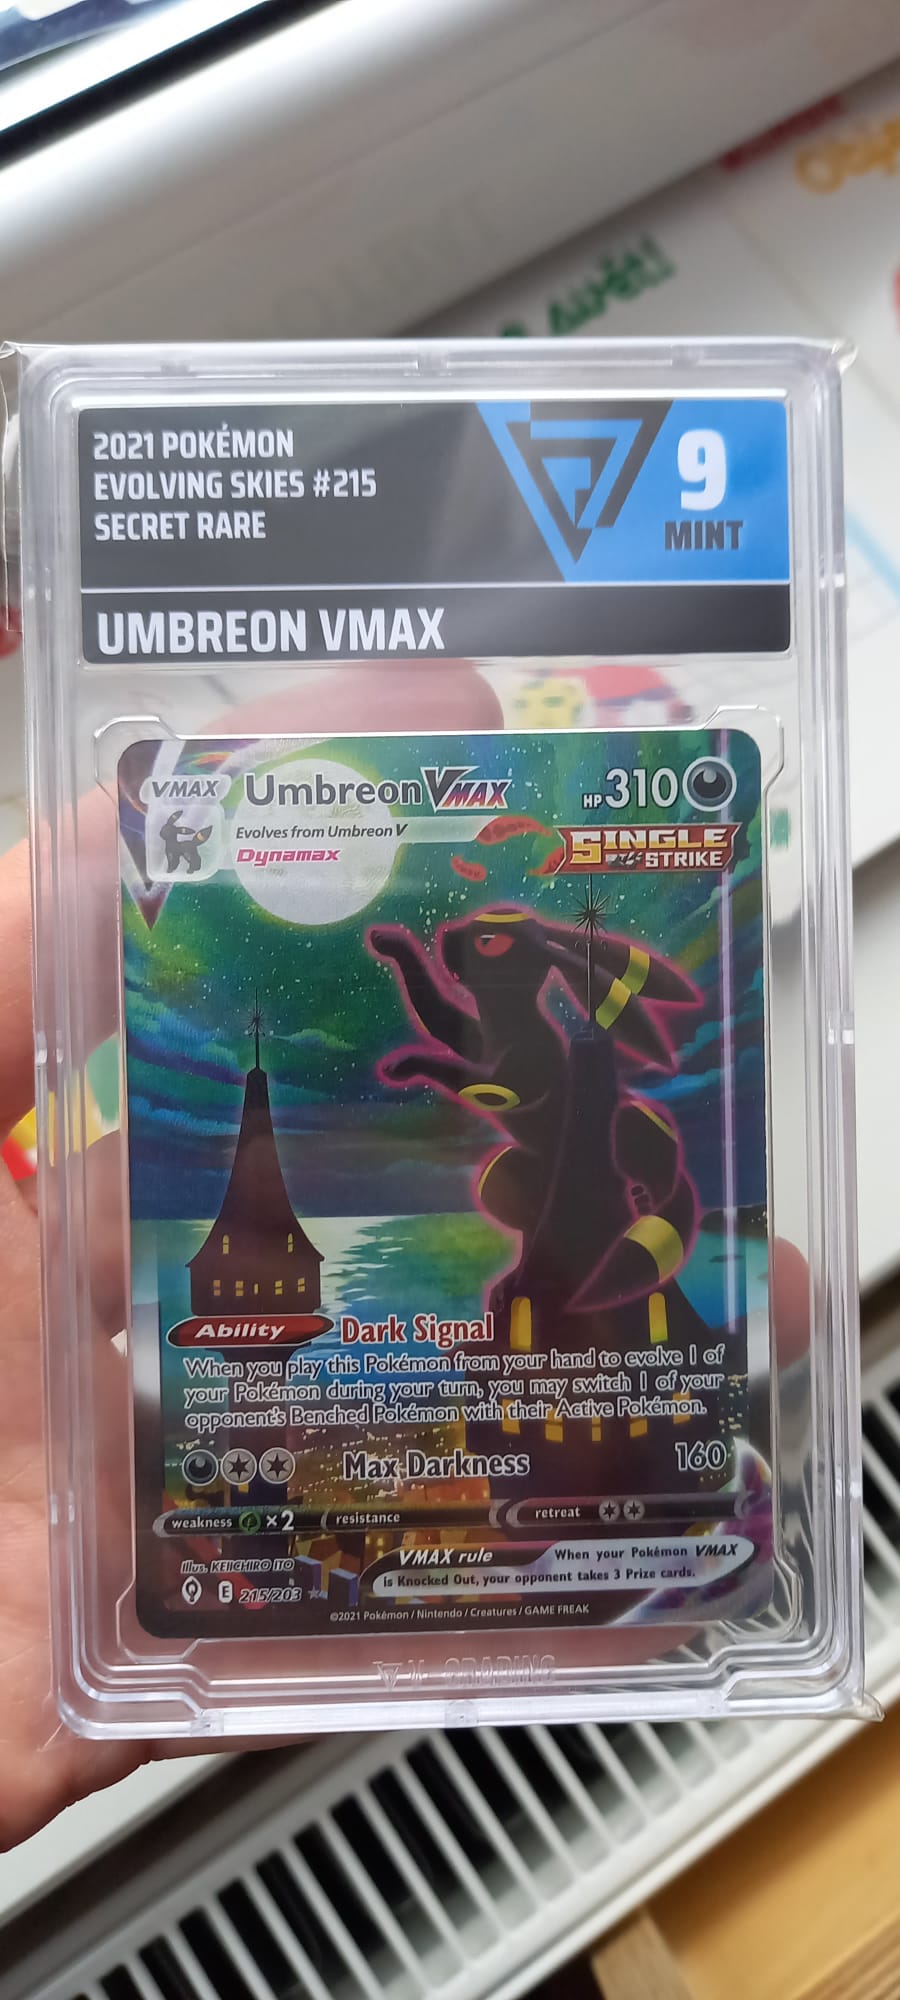 2021 POKÉMON
EVOLVING SKIES #215
SECRET RARE
9
MINT
UMBREON VMAX
VMAX Umbreon VMAX HP 310
Evolves from Umbreon V
Dynamax
SINGLE
STRIKE
Ability Dark Signal
When you play this Pokémon from your hand to evolve 1 of
your Pokémon during your turn, you may switch 1 of your
opponent's Benched Pokémon with their Active Pokémon.
Max Darkness 160
weakness ×2 resistance retreat
VMAX rule When your Pokémon VMAX
is Knocked Out, your opponent takes 3 Prize cards.
Illus. KEIICHIRO ITO
E 215/203
©2021 Pokémon / Nintendo / Creatures / GAME FREAK
GRADING